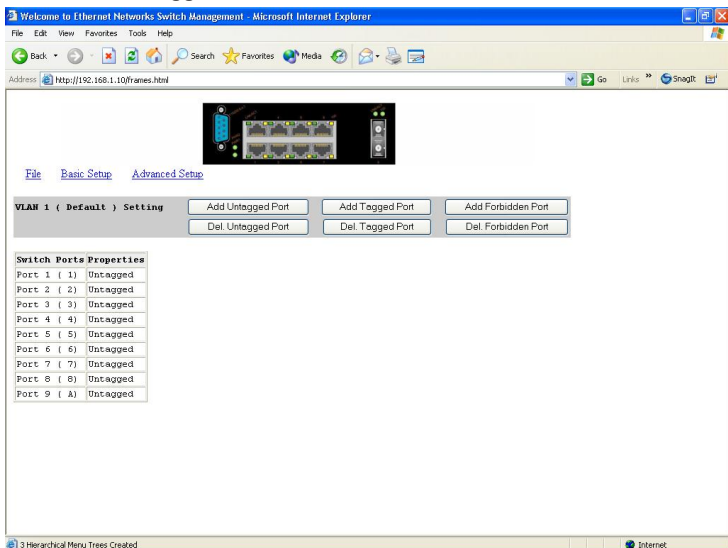 Welcome to Ethernet Networks Switch Management - Microsoft Internet Explorer
File Edit View Favorites Tools Help
Back Search Favorites Media
Address http://192.168.1.10/frames.html Go Links » SnagIt
File Basic Setup Advanced Setup
VLAN 1 ( Default ) Setting Add Untagged Port Add Tagged Port Add Forbidden Port
Del. Untagged Port Del. Tagged Port Del. Forbidden Port
Switch Ports Properties
Port 1 ( 1) Untagged
Port 2 ( 2) Untagged
Port 3 ( 3) Untagged
Port 4 ( 4) Untagged
Port 5 ( 5) Untagged
Port 6 ( 6) Untagged
Port 7 ( 7) Untagged
Port 8 ( 8) Untagged
Port 9 ( A) Untagged
3 Hierarchical Menu Trees Created Internet